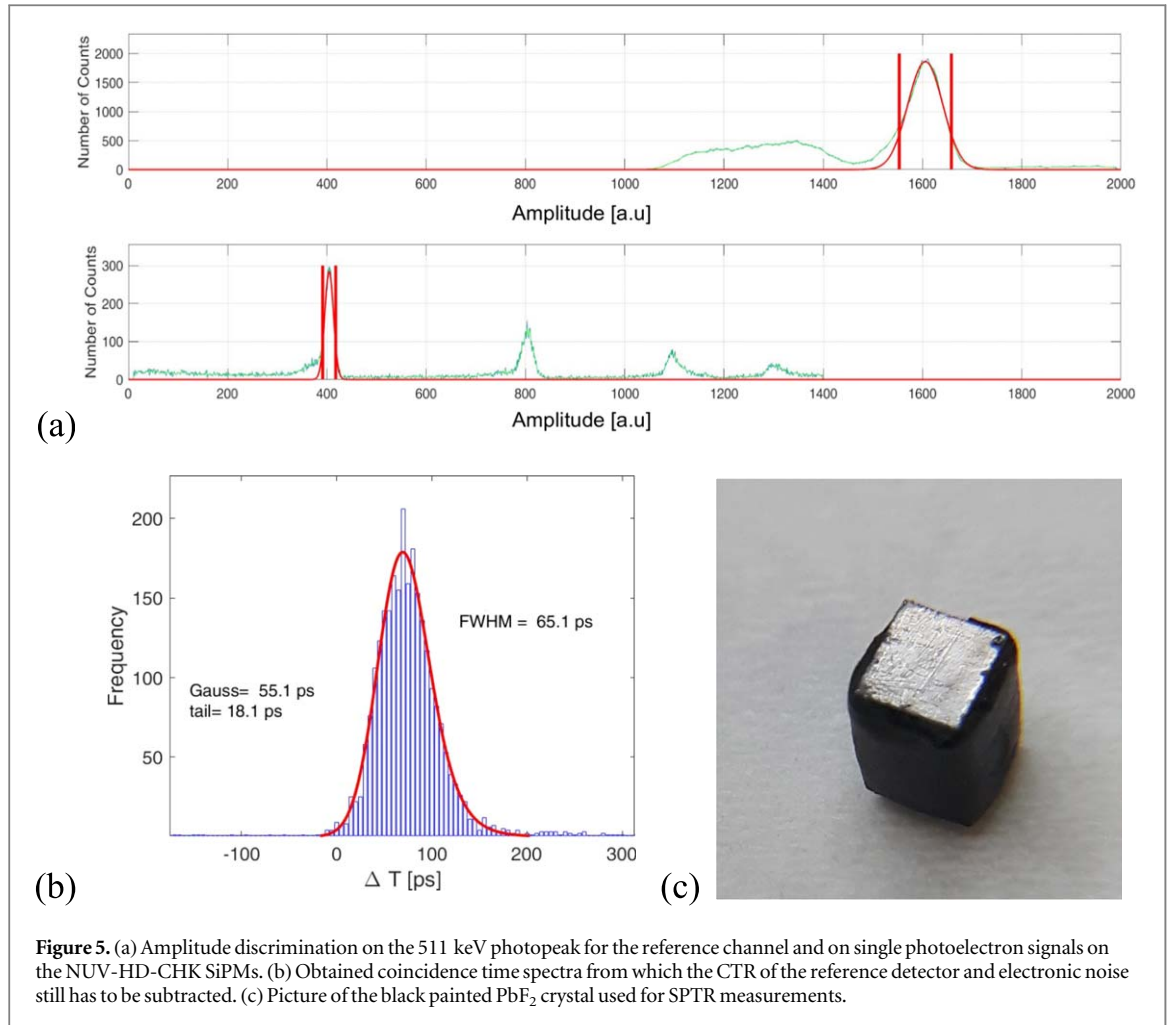 Number of Counts
2000
1500
1000
500
0
0 200 400 600 800 1000 1200 1400 1600 1800 2000
Amplitude [a.u]
Number of Counts
300
200
100
0
0 200 400 600 800 1000 1200 1400 1600 1800 2000
Amplitude [a.u]
(a)
Frequency
200
150
100
50
FWHM = 65.1 ps
Gauss= 55.1 ps
tail= 18.1 ps
-100 0 100 200 300
Δ T [ps]
(b)
(c)
Figure 5. (a) Amplitude discrimination on the 511 keV photopeak for the reference channel and on single photoelectron signals on
the NUV-HD-CHK SiPMs. (b) Obtained coincidence time spectra from which the CTR of the reference detector and electronic noise
still has to be subtracted. (c) Picture of the black painted PbF₂ crystal used for SPTR measurements.